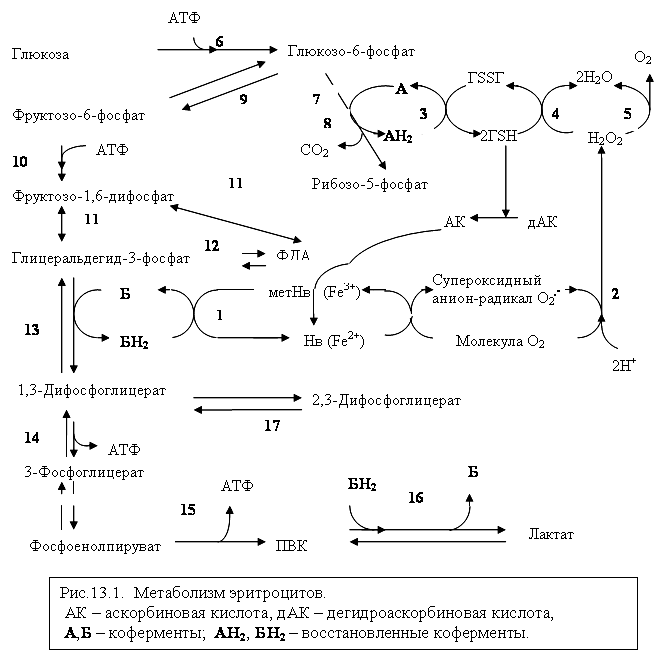 АТФ
Глюкоза 6 Глюкозо-6-фосфат
9 7 А ГSSГ 2H₂O O₂
Фруктозо-6-фосфат 8 3 4 5
АН₂ 2ГSH H₂O₂
CO₂
10 АТФ
Рибозо-5-фосфат
11
Фруктозо-1,6-дифосфат
11 АК дАК
12 ФДА
Глицеральдегид-3-фосфат
Б метНв (Fe³⁺) Супероксидный
анион-радикал O₂⁻˙ 2
13 1
БН₂ Нв (Fe²⁺) Молекула O₂
2H⁺
1,3-Дифосфоглицерат 2,3-Дифосфоглицерат
17
14 АТФ
3-Фосфоглицерат
АТФ БН₂ 16 Б
15
Фосфоенолпируват ПВК Лактат
Рис.13.1. Метаболизм эритроцитов.
АК – аскорбиновая кислота, дАК – дегидроаскорбиновая кислота,
А,Б – коферменты; АН₂, БН₂ – восстановленные коферменты.